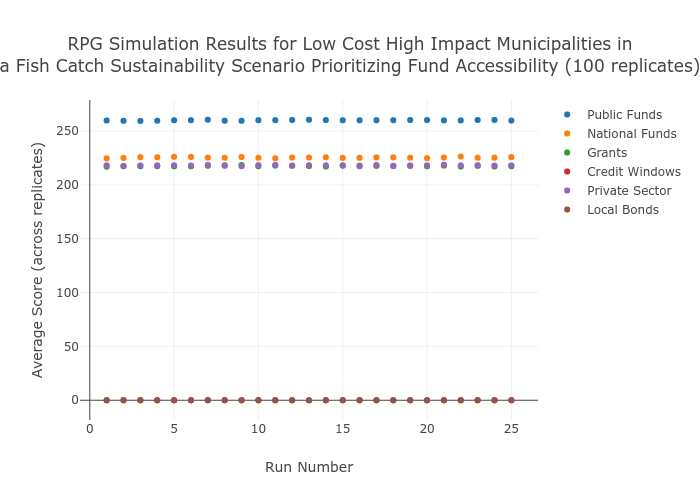 RPG Simulation Results for Low Cost High Impact Municipalities in
a Fish Catch Sustainability Scenario Prioritizing Fund Accessibility (100 replicates)
Public Funds
National Funds
Grants
Credit Windows
Private Sector
Local Bonds
Average Score (across replicates)
250
200
150
100
50
0
0 5 10 15 20 25
Run Number